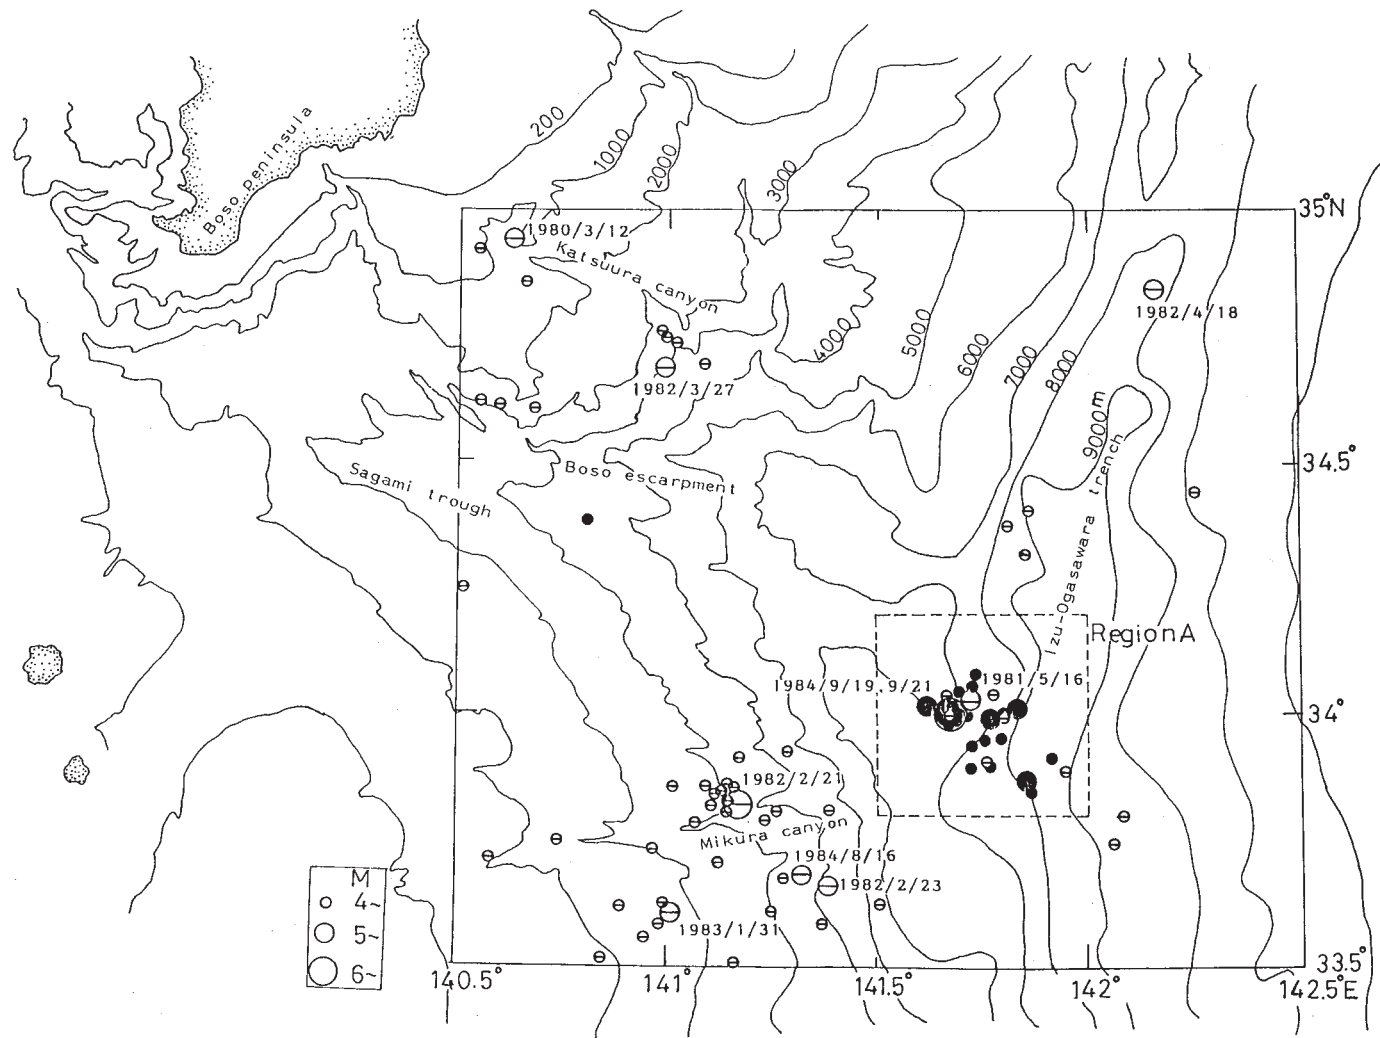 Boso peninsula
200
1000
2000
3000
35°N
1980/3/12
Katsuura canyon
4000
5000
6000
7000
8000
9000m
1982/4/18
1982/3/27
Boso escarpment
Sagami trough
34.5°
Izu-Ogasawara trench
Region A
1984/9/19, 9/21
1981/5/16
34°
1982/2/21
Mikura canyon
1984/8/16
1982/2/23
1983/1/31
M
4~
5~
6~
33.5°
140.5°
141°
141.5°
142°
142.5°E